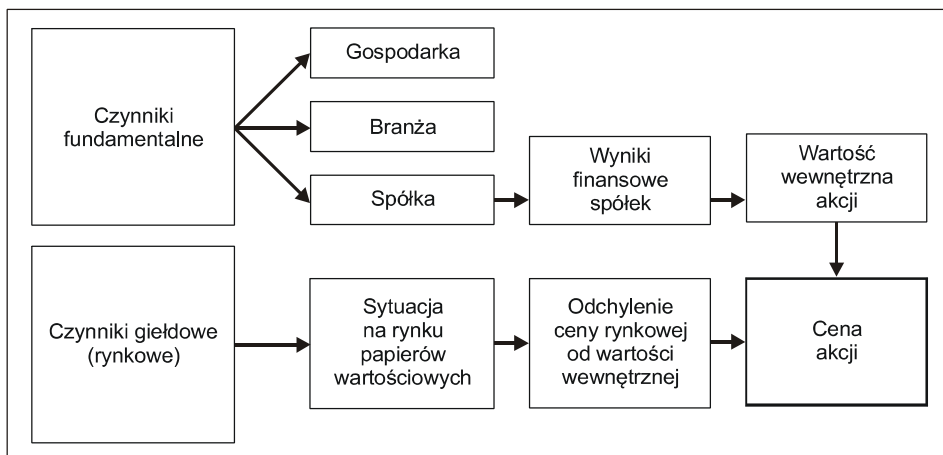 Czynniki
fundamentalne
Gospodarka
Branża
Spółka
Wyniki
finansowe
spółek
Wartość
wewnętrzna
akcji
Czynniki giełdowe
(rynkowe)
Sytuacja
na rynku
papierów
wartościowych
Odchylenie
ceny rynkowej
od wartości
wewnętrznej
Cena
akcji